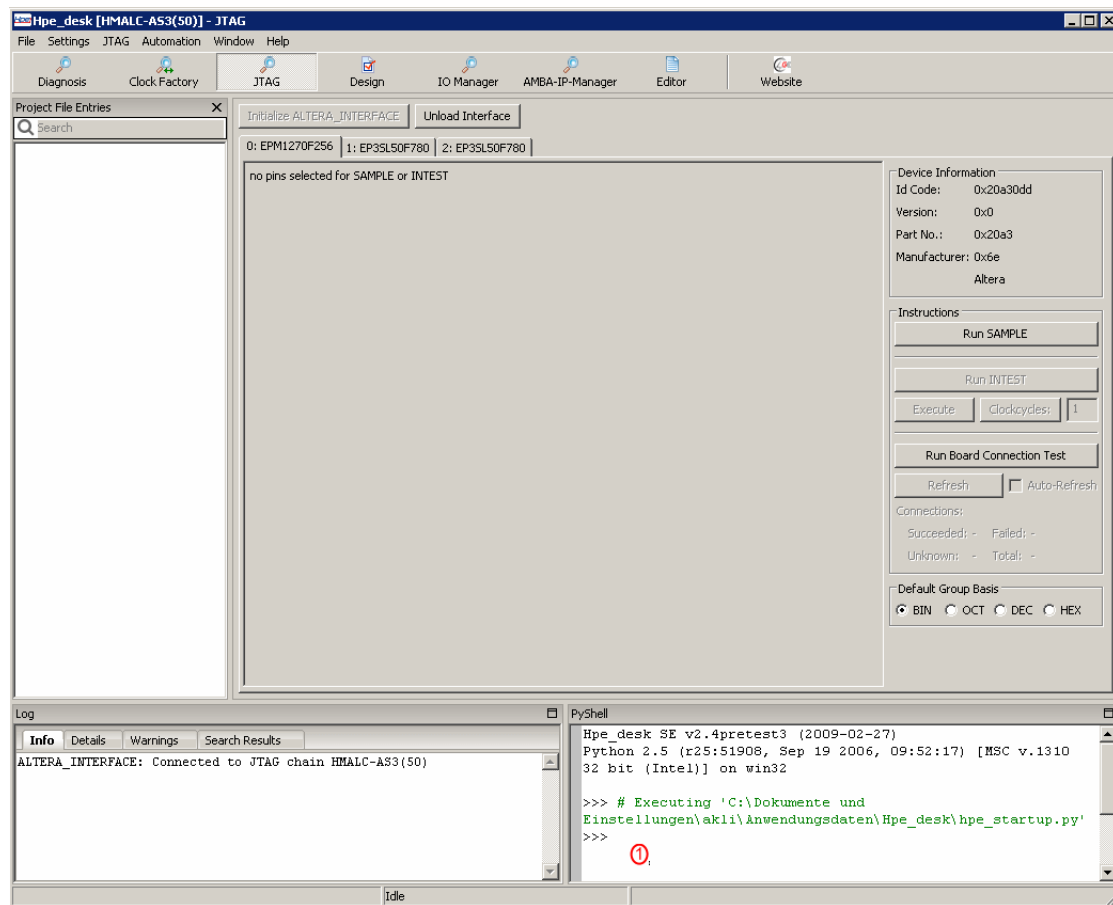 Hpe_desk [HMALC-AS3(50)] - JTAG
File Settings JTAG Automation Window Help
Diagnosis Clock Factory JTAG Design IO Manager AMBA-IP-Manager Editor Website
Project File Entries
Search
Initialize ALTERA_INTERFACE Unload Interface
0: EPM1270F256 1: EP3SL50F780 2: EP3SL50F780
no pins selected for SAMPLE or INTEST
Device Information
Id Code: 0x20a30dd
Version: 0x0
Part No.: 0x20a3
Manufacturer: 0x6e
Altera
Instructions
Run SAMPLE
Run INTEST
Execute Clockcycles: 1
Run Board Connection Test
Refresh Auto-Refresh
Connections:
Succeeded: - Failed: -
Unknown: - Total: -
Default Group Basis
BIN OCT DEC HEX
Log
Info Details Warnings Search Results
ALTERA_INTERFACE: Connected to JTAG chain HMALC-AS3(50)
PyShell
Hpe_desk SE v2.4pretest3 (2009-02-27)
Python 2.5 (r25:51908, Sep 19 2006, 09:52:17) [MSC v.1310
32 bit (Intel)] on win32
>>> # Executing 'C:\Dokumente und
Einstellungen\akli\Anwendungsdaten\Hpe_desk\hpe_startup.py'
>>>
1
Idle